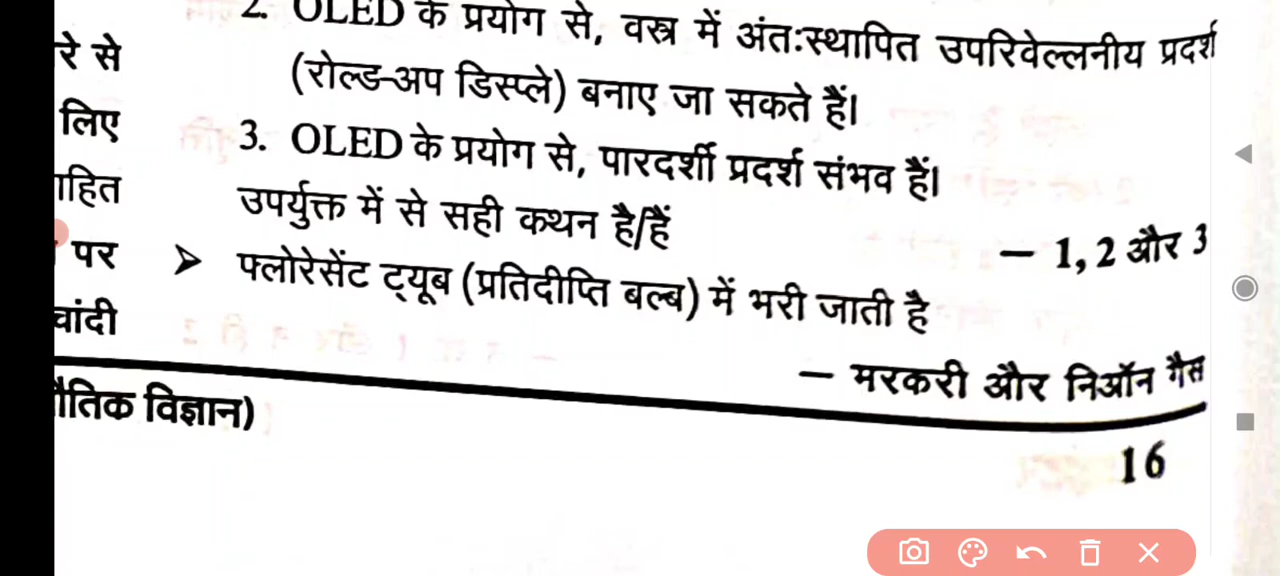 2. OLED के प्रयोग से, वस्त्र में अंतःस्थापित उपरिवेल्लनीय प्रदर्श
(रोल्ड-अप डिस्प्ले) बनाए जा सकते हैं।
3. OLED के प्रयोग से, पारदर्शी प्रदर्श संभव हैं।
उपर्युक्त में से सही कथन है/हैं
– 1, 2 और 3
➤ फ्लोरेसेंट ट्यूब (प्रतिदीप्ति बल्ब) में भरी जाती है
– मरकरी और निऑन गैस
रे से
लिए
पर
चांदी
विज्ञान)
16